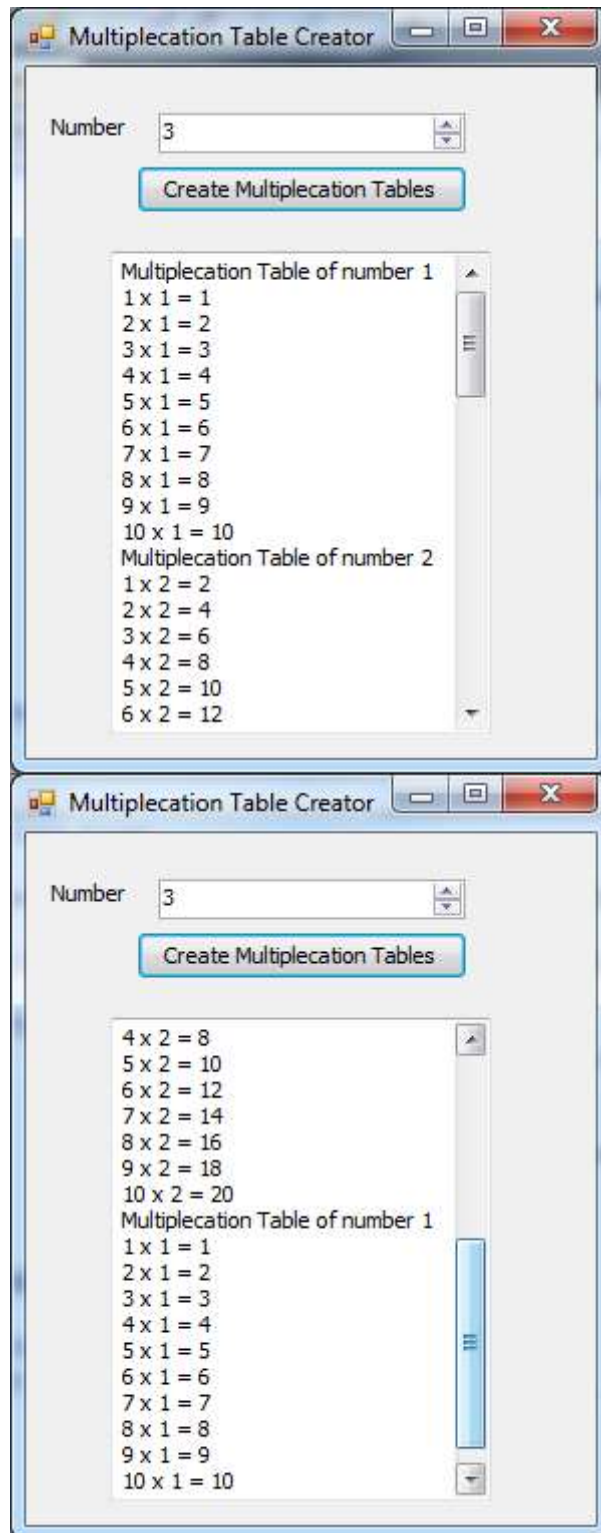 Multiplecation Table Creator
Number 3
Create Multiplecation Tables
Multiplecation Table of number 1
1 x 1 = 1
2 x 1 = 2
3 x 1 = 3
4 x 1 = 4
5 x 1 = 5
6 x 1 = 6
7 x 1 = 7
8 x 1 = 8
9 x 1 = 9
10 x 1 = 10
Multiplecation Table of number 2
1 x 2 = 2
2 x 2 = 4
3 x 2 = 6
4 x 2 = 8
5 x 2 = 10
6 x 2 = 12
Multiplecation Table Creator
Number 3
Create Multiplecation Tables
4 x 2 = 8
5 x 2 = 10
6 x 2 = 12
7 x 2 = 14
8 x 2 = 16
9 x 2 = 18
10 x 2 = 20
Multiplecation Table of number 1
1 x 1 = 1
2 x 1 = 2
3 x 1 = 3
4 x 1 = 4
5 x 1 = 5
6 x 1 = 6
7 x 1 = 7
8 x 1 = 8
9 x 1 = 9
10 x 1 = 10